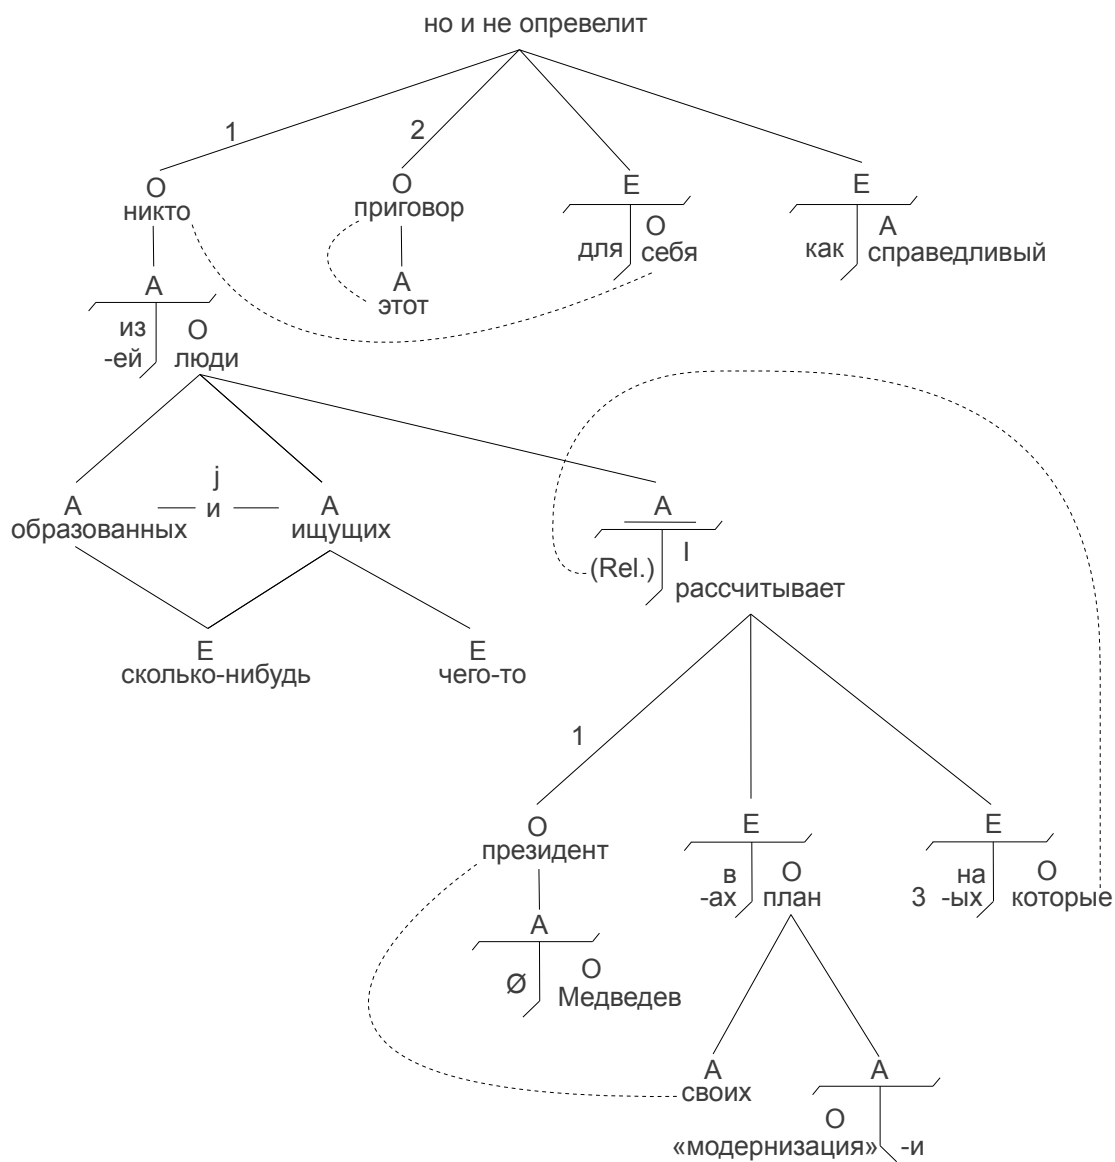 но и не опревелит
1
2
О
никто
О
приговор
Е
для
О
себя
Е
как
А
справедливый
А
этот
А
из
-ей
О
люди
j
А
образованных
и
А
ищущих
А
(Rel.)
I
рассчитывает
Е
сколько-нибудь
Е
чего-то
1
О
президент
Е
в
-ах
О
план
Е
на
3 -ых
О
которые
А
Ø
О
Медведев
А
своих
А
О
«модернизация»
-и